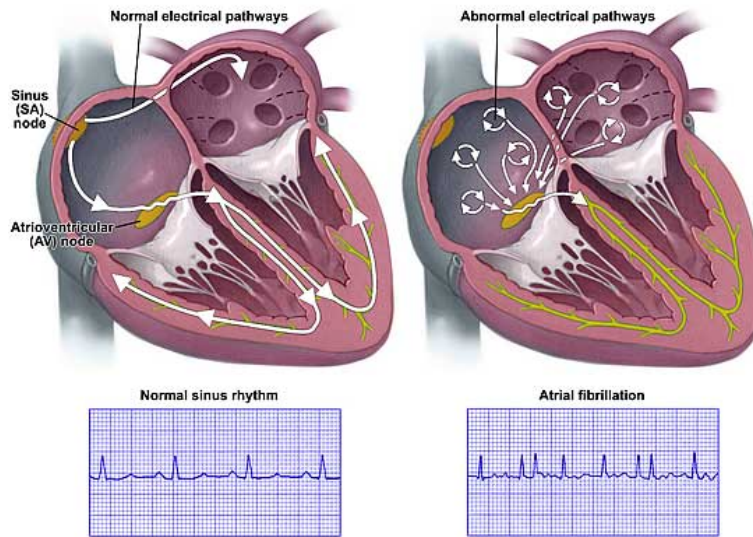 Normal electrical pathways
Sinus
(SA)
node
Atrioventricular
(AV) node
Abnormal electrical pathways
Normal sinus rhythm
Atrial fibrillation